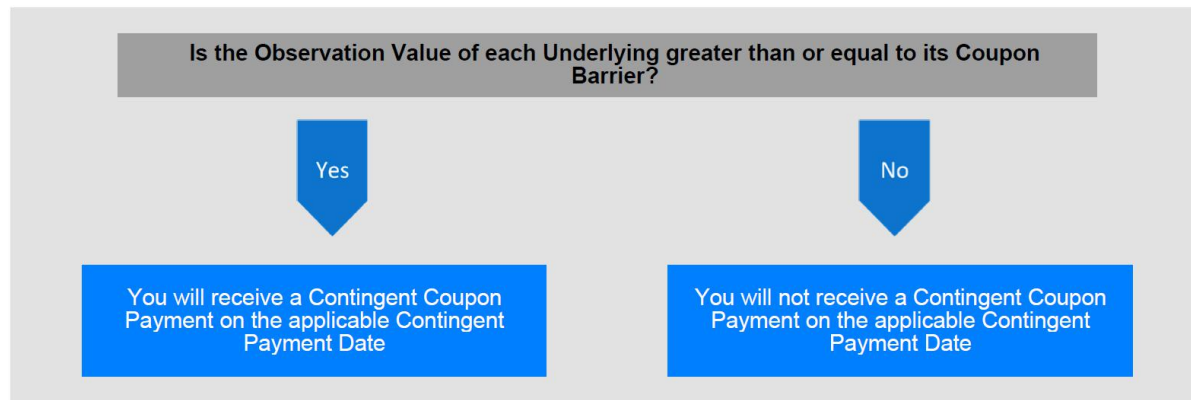 Is the Observation Value of each Underlying greater than or equal to its Coupon
Barrier?
Yes
No
You will receive a Contingent Coupon
Payment on the applicable Contingent
Payment Date
You will not receive a Contingent Coupon
Payment on the applicable Contingent
Payment Date